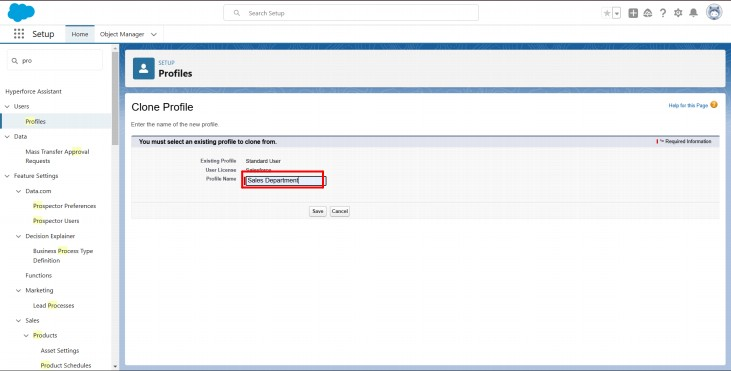 Search Setup
Setup
Home
Object Manager
pro
Hyperforce Assistant
Users
Profiles
Data
Mass Transfer Approval
Requests
Feature Settings
Data.com
Prospector Preferences
Prospector Users
Decision Explainer
Business Process Type
Definition
Functions
Marketing
Lead Processes
Sales
Products
Asset Settings
Product Schedules
SETUP
Profiles
Clone Profile
Help for this Page
Enter the name of the new profile.
You must select an existing profile to clone from.
= Required Information
Existing Profile Standard User
User License Salesforce
Profile Name Sales Department
Save Cancel